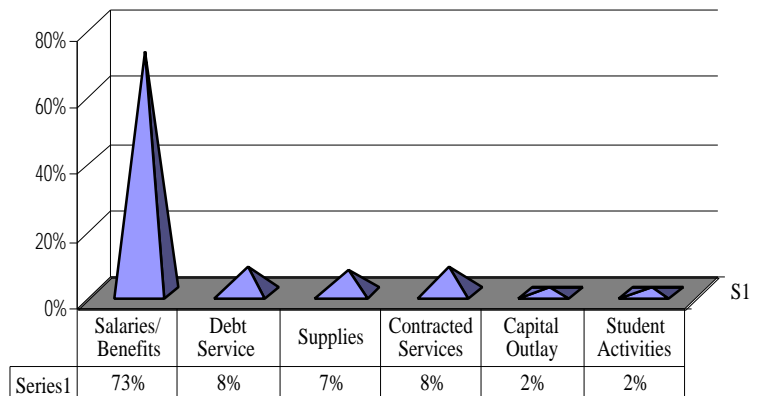 80%
60%
40%
20%
0%
S1
Salaries/ Debt Supplies Contracted Capital Student
Benefits Service Services Outlay Activities
Series1 73% 8% 7% 8% 2% 2%